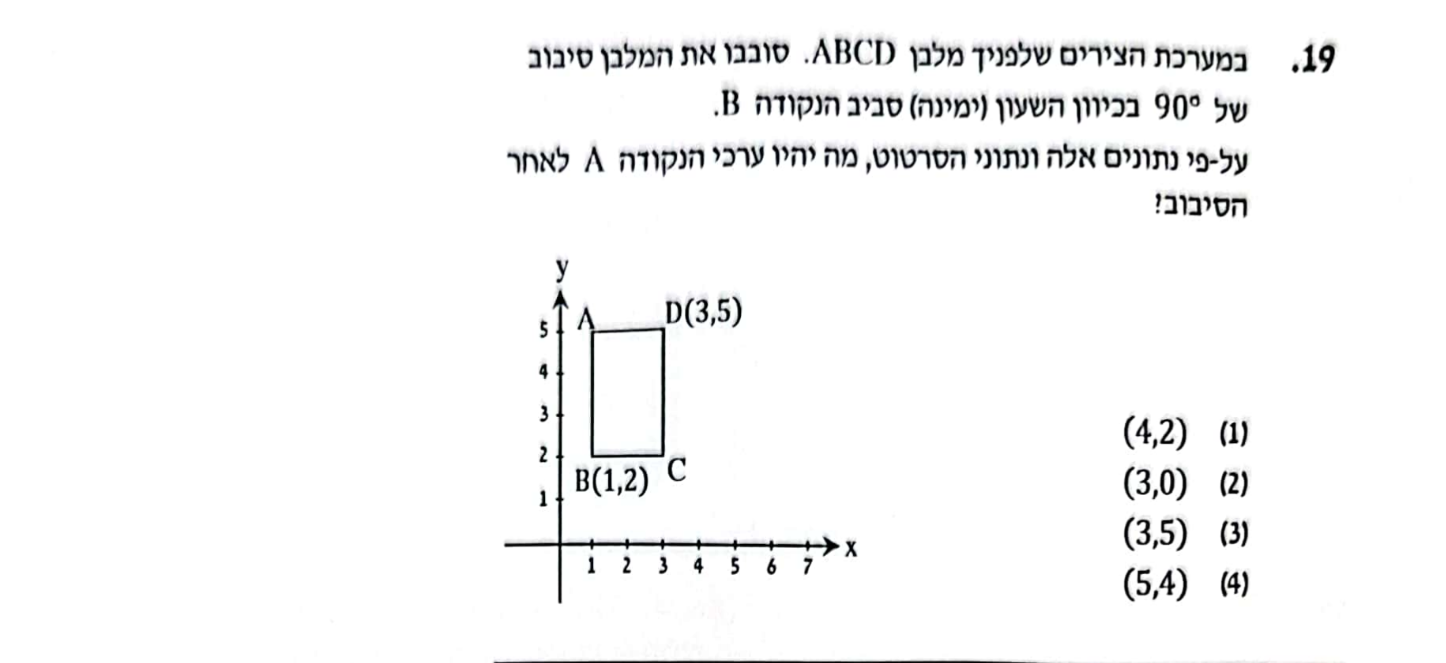 19. במערכת הצירים שלפניך מלבן ABCD. סובבו את המלבן סיבוב
של 90° בכיוון השעון (ימינה) סביב הנקודה B.
על-פי נתונים אלה ונתוני הסרטוט, מה יהיו ערכי הנקודה A לאחר
הסיבוב?
y
A D(3,5)
5
4
3
2
B(1,2) C
1
x
1 2 3 4 5 6 7
(1) (4,2)
(2) (3,0)
(3) (3,5)
(4) (5,4)